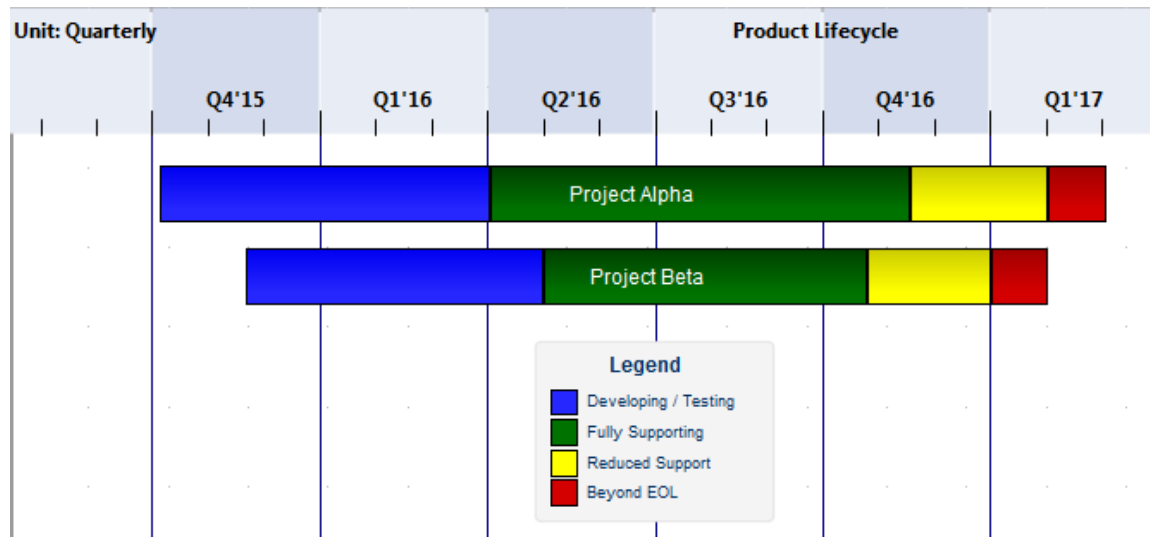 Unit: Quarterly
Product Lifecycle
Q4'15 Q1'16 Q2'16 Q3'16 Q4'16 Q1'17
Project Alpha
Project Beta
Legend
Developing / Testing
Fully Supporting
Reduced Support
Beyond EOL